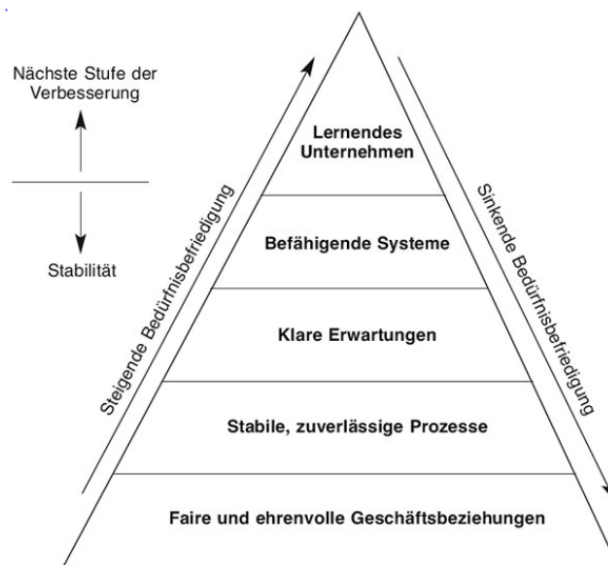 Nächste Stufe der
Verbesserung
Stabilität
Steigende Bedürfnisbefriedigung
Lernendes
Unternehmen
Befähigende Systeme
Klare Erwartungen
Stabile, zuverlässige Prozesse
Faire und ehrenvolle Geschäftsbeziehungen
Sinkende Bedürfnisbefriedigung